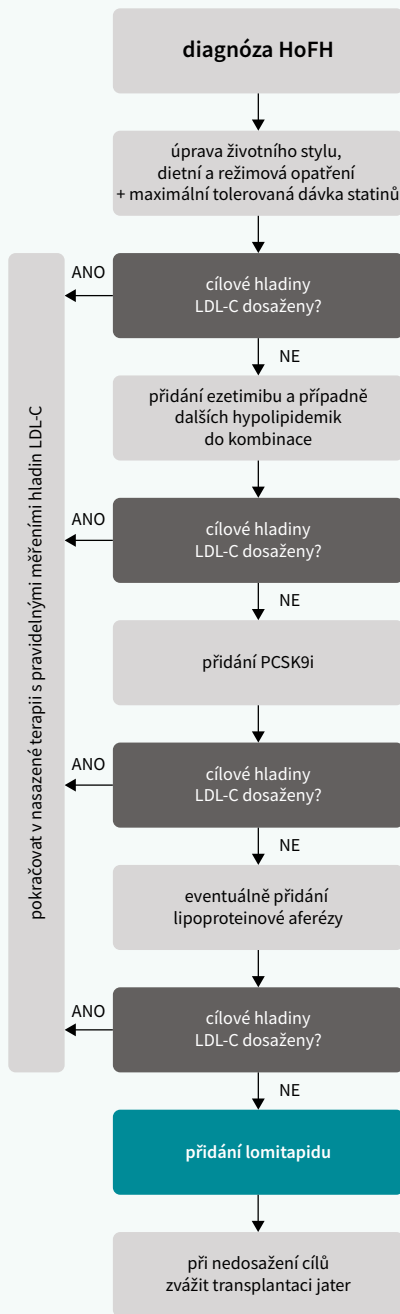 diagnóza HoFH
úprava životního stylu,
dietní a režimová opatření
+ maximální tolerovaná dávka statinů
ANO
cílové hladiny
LDL-C dosaženy?
NE
přidání ezetimibu a případně
dalších hypolipidemik
do kombinace
ANO
cílové hladiny
LDL-C dosaženy?
NE
přidání PCSK9i
ANO
cílové hladiny
LDL-C dosaženy?
NE
eventuálně přidání
lipoproteinové aferézy
ANO
cílové hladiny
LDL-C dosaženy?
NE
přidání lomitapidu
při nedosažení cílů
zvážit transplantaci jater
pokračovat v nasazené terapii s pravidelnými měřeními hladin LDL-C